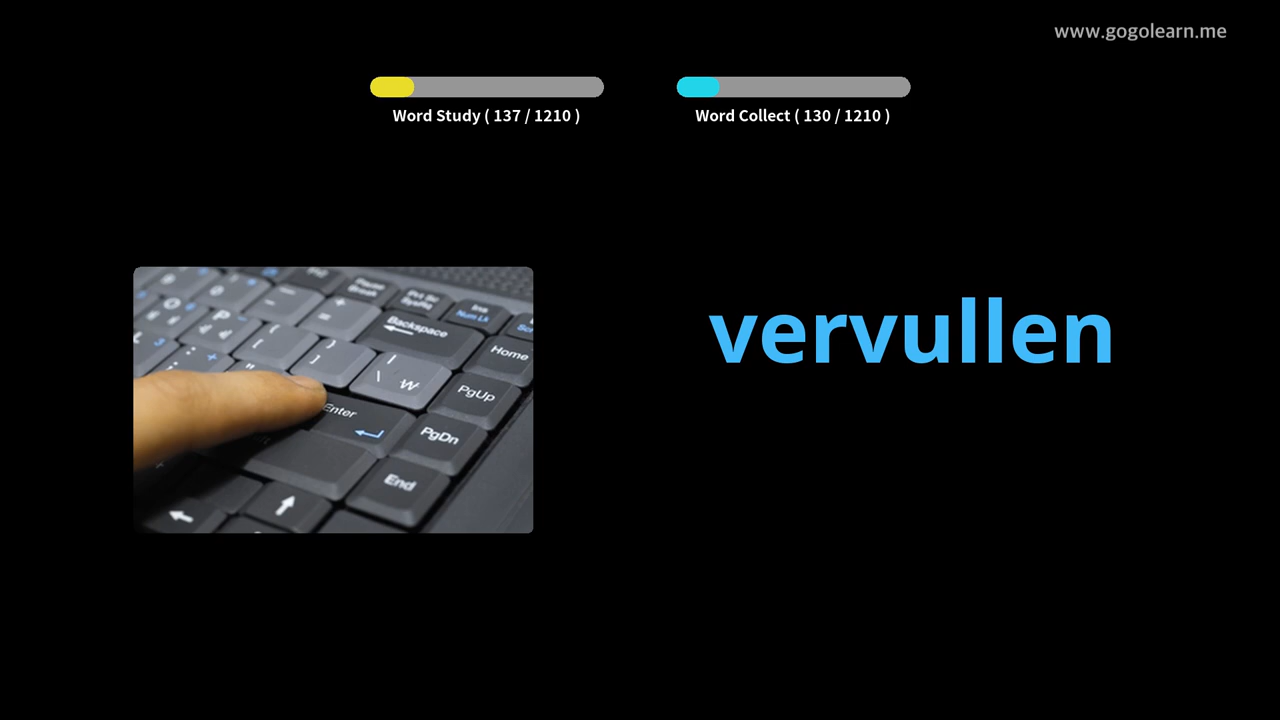 www.gogolearn.me
Word Study ( 137 / 1210 )
Word Collect ( 130 / 1210 )
vervullen
Backspace
Home
PgUp
Enter
PgDn
End